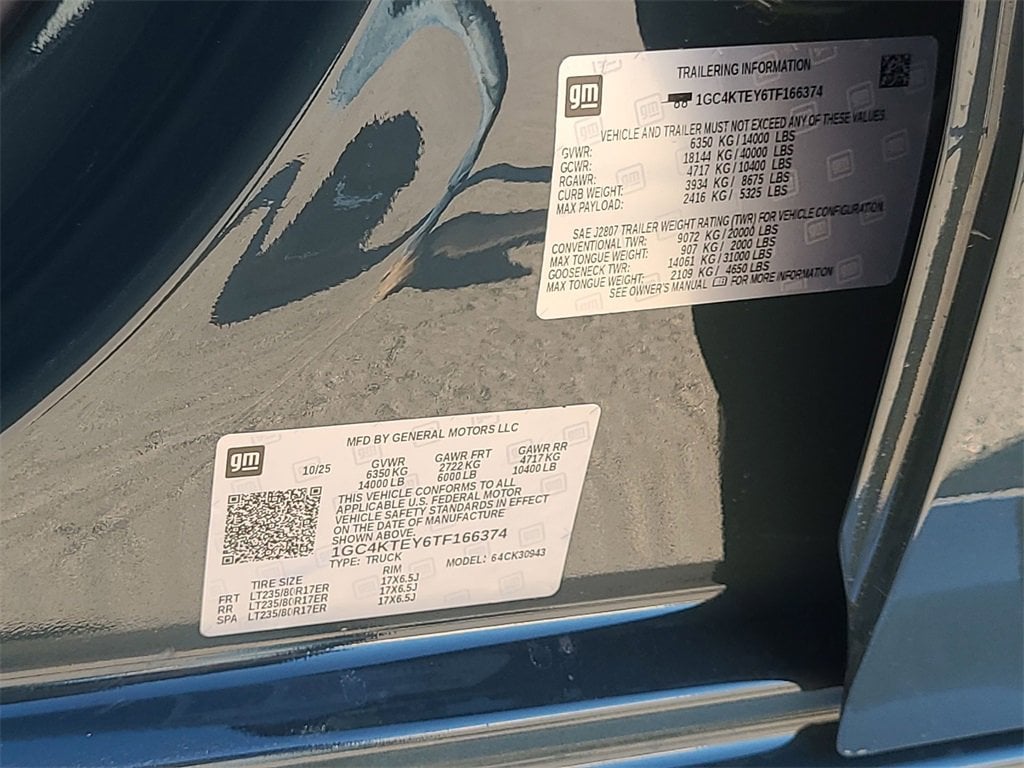 gm
TRAILERING INFORMATION
1GC4KTEY6TF166374
VEHICLE AND TRAILER MUST NOT EXCEED ANY OF THESE VALUES
GVWR: 6350 KG/14000 LBS
GCWR: 18144 KG/40000 LBS
RGAWR: 4717 KG/10400 LBS
CURB WEIGHT: 3934 KG/ 8675 LBS
MAX PAYLOAD: 2416 KG/ 5325 LBS
SAE J2807 TRAILER WEIGHT RATING (TWR) FOR VEHICLE CONFIGURATION
CONVENTIONAL TWR: 9072 KG/20000 LBS
MAX TONGUE WEIGHT: 907 KG/ 2000 LBS
GOOSENECK TWR: 14061 KG/31000 LBS
MAX TONGUE WEIGHT: 2109 KG/ 4650 LBS
SEE OWNER'S MANUAL FOR MORE INFORMATION
gm
MFD BY GENERAL MOTORS LLC
10/25 GVWR GAWR FRT GAWR RR
6350 KG 2722 KG 4717 KG
14000 LB 6000 LB 10400 LB
THIS VEHICLE CONFORMS TO ALL
APPLICABLE U.S. FEDERAL MOTOR
VEHICLE SAFETY STANDARDS IN EFFECT
ON THE DATE OF MANUFACTURE
SHOWN ABOVE
1GC4KTEY6TF166374
TYPE: TRUCK MODEL: 64CK30943
TIRE SIZE RIM
FRT LT235/80R17ER 17X6.5J
RR LT235/80R17ER 17X6.5J
SPA LT235/80R17ER 17X6.5J